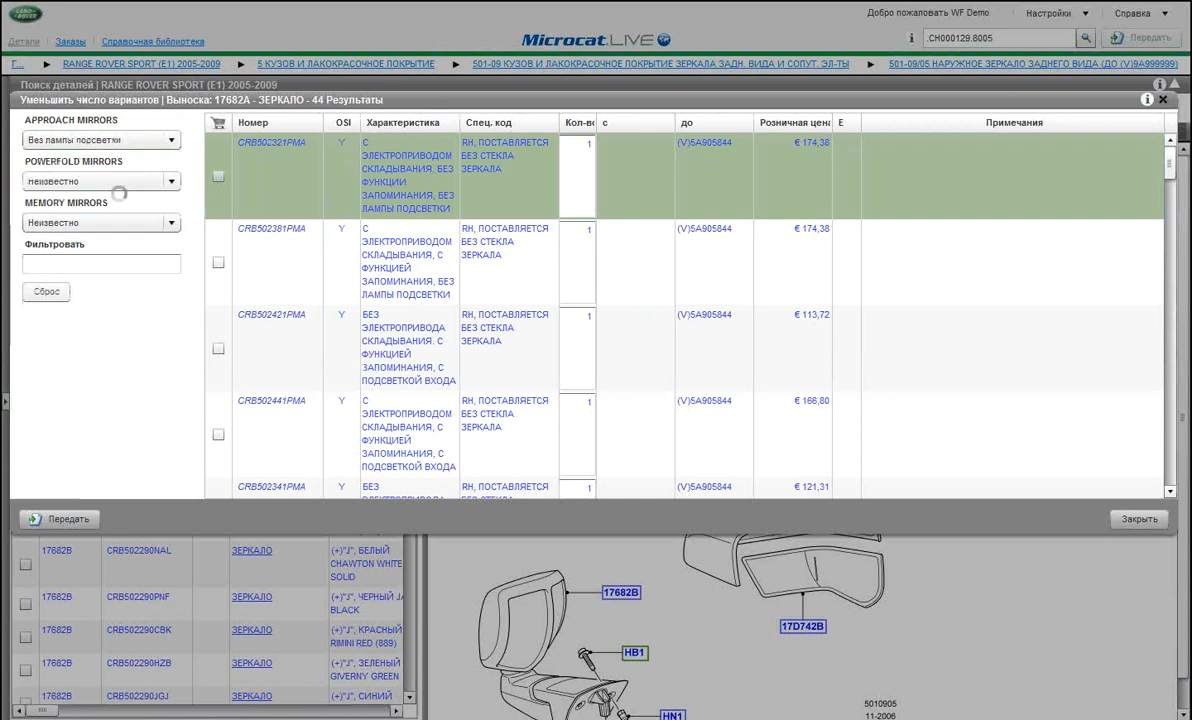 LAND-ROVER
Добро пожаловать WF Demo
Настройки
Справка
Детали
Заказы
Справочная библиотека
Microcat.LIVE
.CH000129.8005
Передать
Г...
RANGE ROVER SPORT (E1) 2005-2009
5 КУЗОВ И ЛАКОКРАСОЧНОЕ ПОКРЫТИЕ
501-09 КУЗОВ И ЛАКОКРАСОЧНОЕ ПОКРЫТИЕ ЗЕРКАЛА ЗАДН. ВИДА И СОПУТ. ЭЛ-ТЫ
501-09/05 НАРУЖНОЕ ЗЕРКАЛО ЗАДНЕГО ВИДА (ДО (V)9A999999)
Поиск деталей | RANGE ROVER SPORT (E1) 2005-2009
Уменьшить число вариантов | Выноска: 17682A - ЗЕРКАЛО - 44 Результаты
APPROACH MIRRORS
Без лампы подсветки
POWERFOLD MIRRORS
неизвестно
MEMORY MIRRORS
Неизвестно
Фильтровать
Сброс
Номер
OSI
Характеристика
Спец. код
Кол-во
с
до
Розничная цена
Е
Примечания
CRB502321PMA
Y
С
ЭЛЕКТРОПРИВОДОМ
СКЛАДЫВАНИЯ, БЕЗ
ФУНКЦИИ
ЗАПОМИНАНИЯ, БЕЗ
ЛАМПЫ ПОДСВЕТКИ
RH, ПОСТАВЛЯЕТСЯ
БЕЗ СТЕКЛА
ЗЕРКАЛА
1
(V)5A905844
€ 174,38
CRB502381PMA
Y
С
ЭЛЕКТРОПРИВОДОМ
СКЛАДЫВАНИЯ, С
ФУНКЦИЕЙ
ЗАПОМИНАНИЯ, БЕЗ
ЛАМПЫ ПОДСВЕТКИ
RH, ПОСТАВЛЯЕТСЯ
БЕЗ СТЕКЛА
ЗЕРКАЛА
1
(V)5A905844
€ 174,38
CRB502421PMA
Y
БЕЗ
ЭЛЕКТРОПРИВОДА
СКЛАДЫВАНИЯ. С
ФУНКЦИЕЙ
ЗАПОМИНАНИЯ, С
ПОДСВЕТКОЙ ВХОДА
RH, ПОСТАВЛЯЕТСЯ
БЕЗ СТЕКЛА
ЗЕРКАЛА
1
(V)5A905844
€ 113,72
CRB502441PMA
Y
С
ЭЛЕКТРОПРИВОДОМ
СКЛАДЫВАНИЯ, С
ФУНКЦИЕЙ
ЗАПОМИНАНИЯ, С
ПОДСВЕТКОЙ ВХОДА
RH, ПОСТАВЛЯЕТСЯ
БЕЗ СТЕКЛА
ЗЕРКАЛА
1
(V)5A905844
€ 166,80
CRB502341PMA
Y
БЕЗ
RH, ПОСТАВЛЯЕТСЯ
1
(V)5A905844
€ 121,31
Передать
Закрыть
17682B
CRB502290NAL
ЗЕРКАЛО
(+)"J", БЕЛЫЙ
CHAWTON WHITE
SOLID
17682B
CRB502290PNF
ЗЕРКАЛО
(+)"J", ЧЕРНЫЙ JA
BLACK
17682B
CRB502290CBK
ЗЕРКАЛО
(+)"J", КРАСНЫЙ
RIMINI RED (889)
17682B
CRB502290HZB
ЗЕРКАЛО
(+)"J", ЗЕЛЕНЫЙ
GIVERNY GREEN
17682B
CRB502290JGJ
ЗЕРКАЛО
(+)"J", СИНИЙ
17682B
17D742B
HB1
HN1
5010905
11-2006